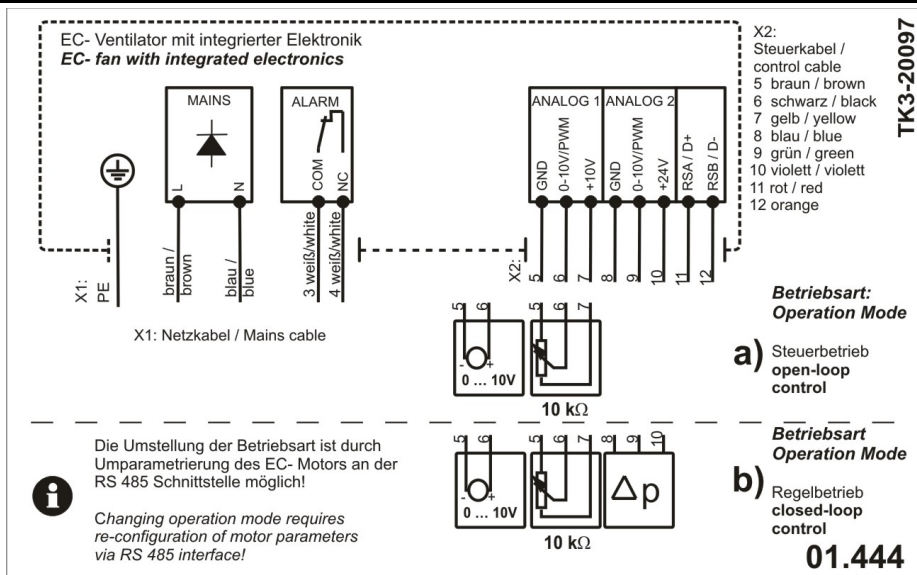 EC- Ventilator mit integrierter Elektronik
EC- fan with integrated electronics
MAINS
L
N
ALARM
COM
NC
ANALOG 1
ANALOG 2
GND
0-10V/PWM
+10V
GND
0-10V/PWM
+24V
RSA / D+
RSB / D-
X2:
Steuerkabel /
control cable
5 braun / brown
6 schwarz / black
7 gelb / yellow
8 blau / blue
9 grün / green
10 violett / violett
11 rot / red
12 orange
TK3-20097
X1:
PE
braun /
brown
blau /
blue
3 weiß/white
4 weiß/white
X2:
5
6
7
8
9
10
11
12
X1: Netzkabel / Mains cable
5
6
- +
0 ... 10V
5
6
7
10 kΩ
Betriebsart:
Operation Mode
a)
Steuerbetrieb
open-loop
control
Die Umstellung der Betriebsart ist durch
Umparametrierung des EC- Motors an der
RS 485 Schnittstelle möglich!
i
Changing operation mode requires
re-configuration of motor parameters
via RS 485 interface!
5
6
- +
0 ... 10V
5
6
7
10 kΩ
8
9
10
Δp
Betriebsart
Operation Mode
b)
Regelbetrieb
closed-loop
control
01.444